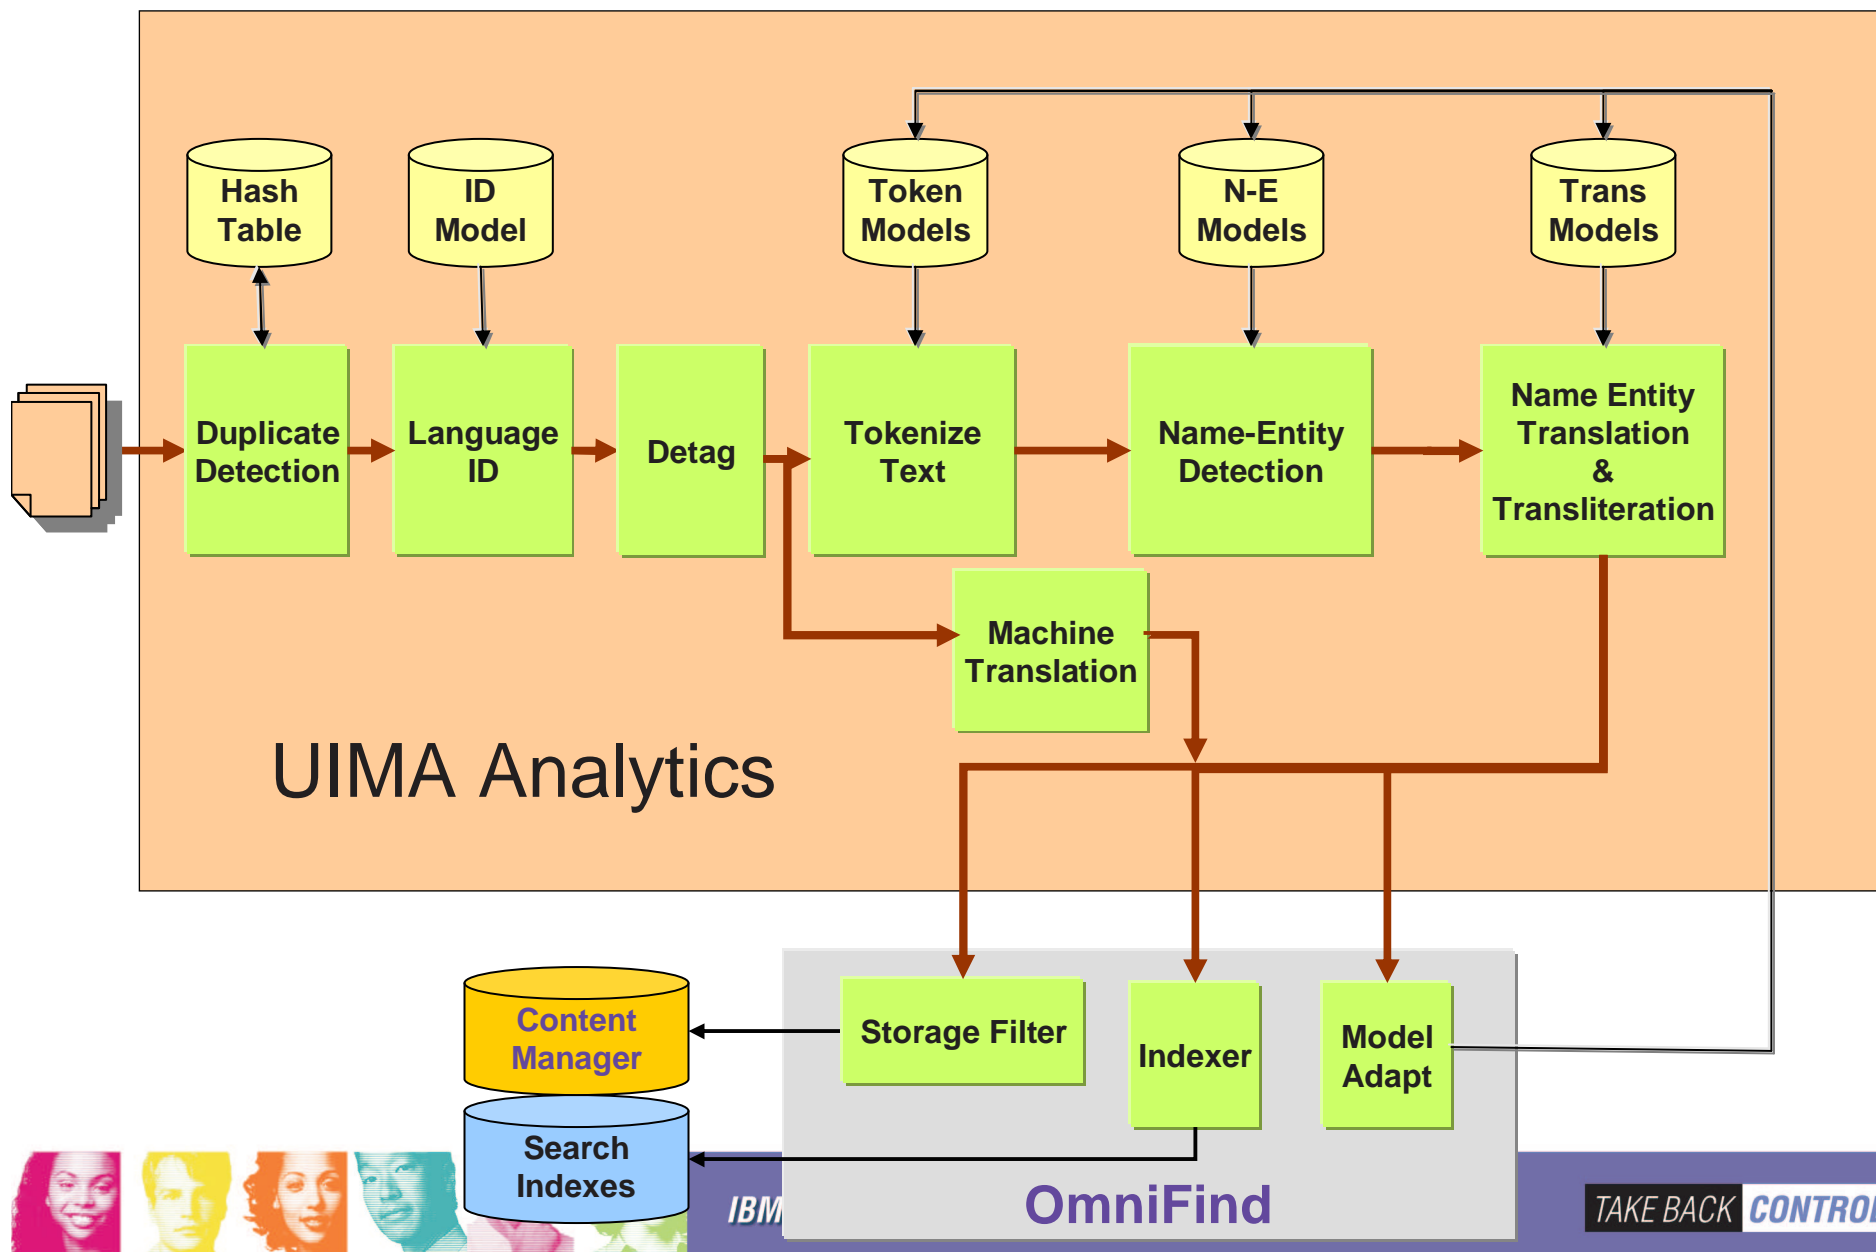 Hash
Table
ID
Model
Token
Models
N-E
Models
Trans
Models
Duplicate
Detection
Language
ID
Detag
Tokenize
Text
Name-Entity
Detection
Name Entity
Translation
&
Transliteration
Machine
Translation
UIMA Analytics
Content
Manager
Storage Filter
Indexer
Model
Adapt
Search
Indexes
IBM
OmniFind
TAKE BACK CONTROL